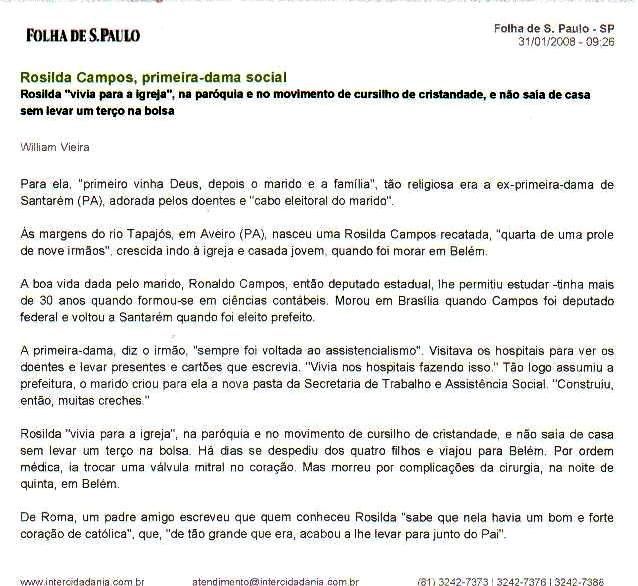 FOLHA DE S.PAULO
Folha de S. Paulo - SP
31/01/2008 - 09:26
Rosilda Campos, primeira-dama social
Rosilda "vivia para a igreja", na paróquia e no movimento de cursilho de cristandade, e não saia de casa
sem levar um terço na bolsa
William Vieira
Para ela, "primeiro vinha Deus, depois o marido e a família", tão religiosa era a ex-primeira-dama de
Santarém (PA), adorada pelos doentes e "cabo eleitoral do marido".
Às margens do rio Tapajós, em Aveiro (PA), nasceu uma Rosilda Campos recatada, "quarta de uma prole
de nove irmãos", crescida indo à igreja e casada jovem, quando foi morar em Belém.
A boa vida dada pelo marido, Ronaldo Campos, então deputado estadual, lhe permitiu estudar -tinha mais
de 30 anos quando formou-se em ciências contábeis. Morou em Brasília quando Campos foi deputado
federal e voltou a Santarém quando foi eleito prefeito.
A primeira-dama, diz o irmão, "sempre foi voltada ao assistencialismo". Visitava os hospitais para ver os
doentes e levar presentes e cartões que escrevia. "Vivia nos hospitais fazendo isso." Tão logo assumiu a
prefeitura, o marido criou para ela a nova pasta da Secretaria de Trabalho e Assistência Social. "Construiu,
então, muitas creches."
Rosilda "vivia para a igreja", na paróquia e no movimento de cursilho de cristandade, e não saia de casa
sem levar um terço na bolsa. Há dias se despediu dos quatro filhos e viajou para Belém. Por ordem
médica, ia trocar uma válvula mitral no coração. Mas morreu por complicações da cirurgia, na noite de
quinta, em Belém.
De Roma, um padre amigo escreveu que quem conheceu Rosilda "sabe que nela havia um bom e forte
coração de católica", que, "de tão grande que era, acabou a lhe levar para junto do Pai".
www.intercidadania.com.br atendimento@intercidadania.com.br (81) 3242-7373 | 3242-7376 | 3242-7388